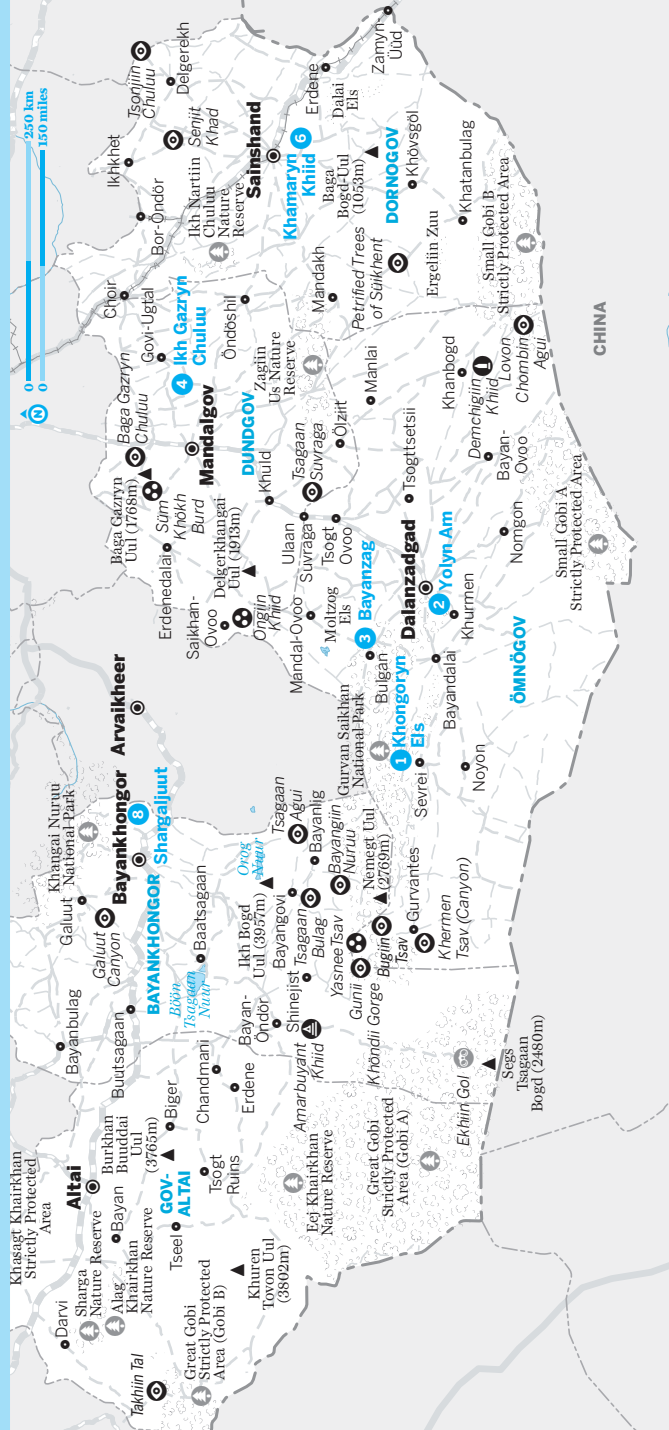 Khasagt Khairkhan
Strictly Protected
Area
Darvi
Sharga
Nature Reserve
Altai
Bayan
Alag
Khairkhan
Nature Reserve
Burkhan
Buuddai
Uul
(3765m)
Takhiin Tal
Tseel
GOV-
ALTAI
Biger
Great Gobi
Strictly Protected
Area (Gobi B)
Tsogt
Ruins
Khuren
Tovon Uul
(3802m)
Chandmani
Erdene
Eej Khairkhan
Nature Reserve
Great Gobi
Strictly Protected
Area (Gobi A)
Ekhiin Gol
Segs
Tsagaan
Bogd (2480m)
Bayanbulag
Buutsagaan
Galuut
Galuut
Canyon
Khangai Nuruu
National Park
Bayankhongor
8
Shargaljuut
BAYANKHONGOR
Böön
Tsagaan
Nuur
Baatsagaan
Arvaikheer
Orog
Nuur
Ikh Bogd
Uul (3957m)
Bayan-
Öndör
Bayangovi
Shinejist
Tsagaan
Bulag
Tsagaan
Agui
Bayanlig
Amarbuyant
Khiid
Bayangiin
Nuruu
Yasnee Tsav
Gunii
Khondii Gorge
Bugiin
Tsav
Nemegt Uul
(2769m)
Gurvantes
Khermen
Tsav (Canyon)
0
250 km
0
150 miles
N
Baga Gazryn
Uul (1768m)
Baga Gazryn
Chuluu
Süm
Khökh
Burd
Erdenedalai
Saikhan-
Ovoo
Delgerkhangai
Uul (1913m)
Ongiin
Khiid
Mandalgov
DUNDGOV
Govi-Ugtal
4
Ikh Gazryn
Chuluu
Choir
Öndöshil
Khuld
Zagiin
Us Nature
Reserve
Tsagaan
Suvraga
Ulaan
Suvraga
Tsogt
Ovoo
Ölziit
Manlai
Mandal-Ovoo
Moltzog
Els
3
Bayanzag
Bulgan
Gurvan Saikhan
National Park
1
Khongoryn
Els
Sevrei
Dalanzadgad
2
Yolyn Am
Khurmen
Bayandalai
Noyon
ÖMNÖGOV
Tsogttsetsii
Nomgon
Bayan-
Ovoo
Khanbogd
Demchigiin
Khiid
Lovon
Chombin
Agui
Small Gobi A
Strictly Protected Area
Small Gobi B
Strictly Protected Area
Tsonjiin
Chuluu
Delgerekh
Ikhkhet
Senjit
Khad
Bor-Öndör
Ikh Nartiin
Chuluu
Nature
Reserve
Sainshand
6
Khamaryn
Khiid
Erdene
Dalai
Els
Zamyn-
Üüd
Baga
Bogd-Uul
(1053m)
DORNOGOV
Khövsgöl
Mandakh
Petrified Trees
of Süikhent
Ergeliin Zuu
Khatanbulag
CHINA